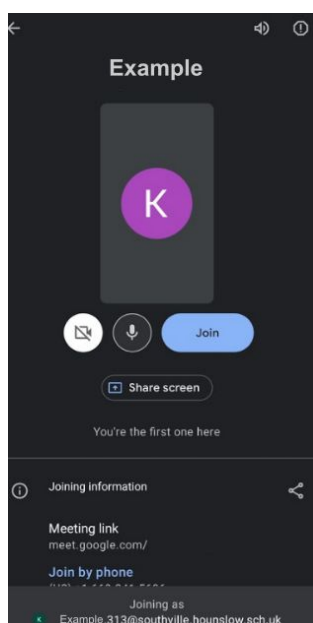 Example
K
Join
Share screen
You're the first one here
Joining information
Meeting link
meet.google.com/
Join by phone
Joining as
K
Example.313@southville.hounslow.sch.uk